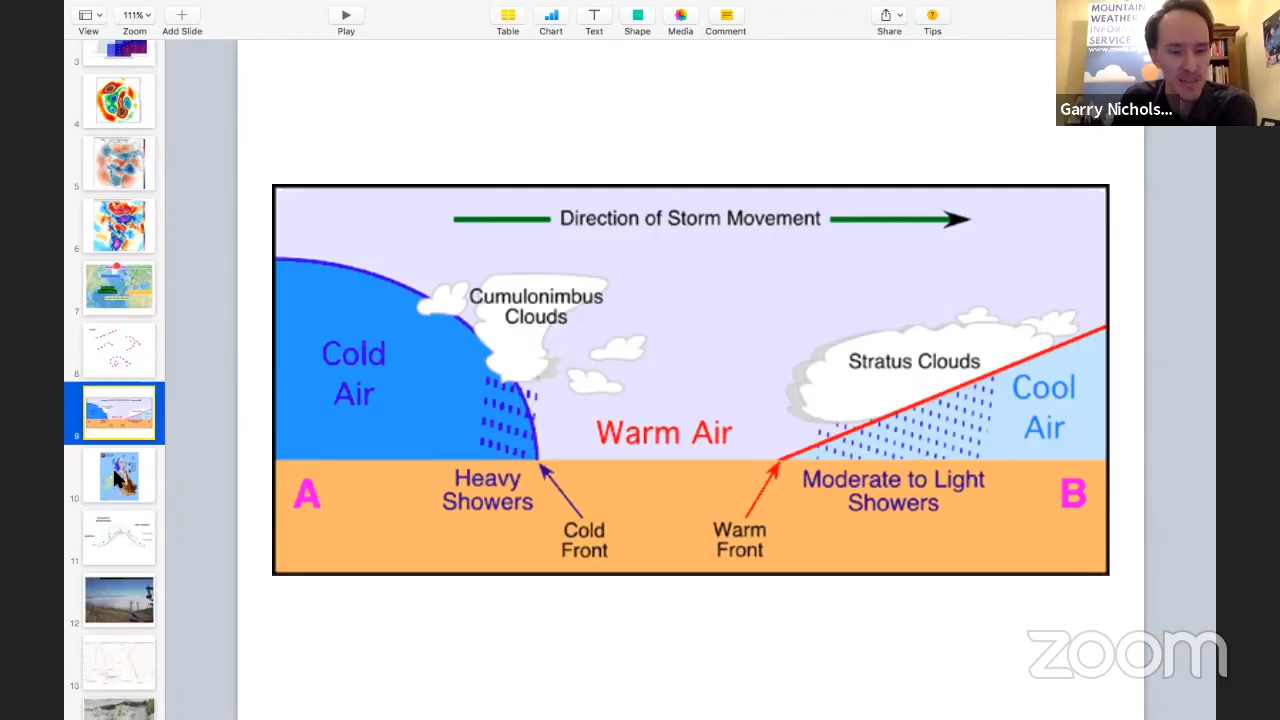 View
111%
Zoom
Add Slide
Play
Table
Chart
Text
Shape
Media
Comment
Share
Tips
MOUNTAIN
WEATHER
SERVICE
Garry Nichols...
3
4
5
6
7
8
9
10
11
12
13
Direction of Storm Movement
Cumulonimbus
Clouds
Cold
Air
Stratus Clouds
Cool
Air
Warm Air
A
Heavy
Showers
Cold
Front
Warm
Front
Moderate to Light
Showers
B
zoom